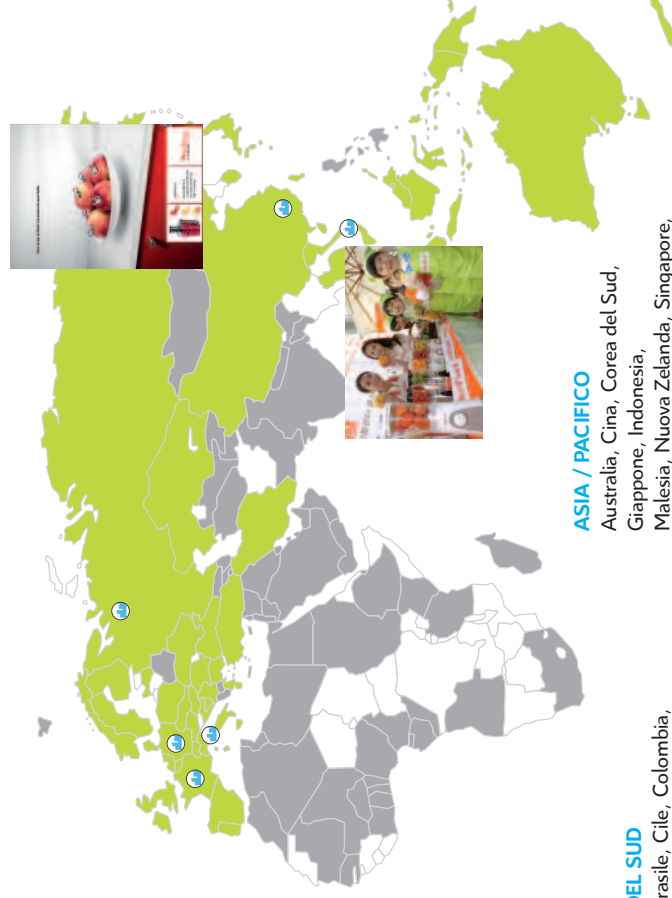 DEL SUD
rasile, Cile, Colombia,
ASIA / PACIFICO
Australia, Cina, Corea del Sud,
Giappone, Indonesia,
Malesia, Nuova Zelanda, Singapore,